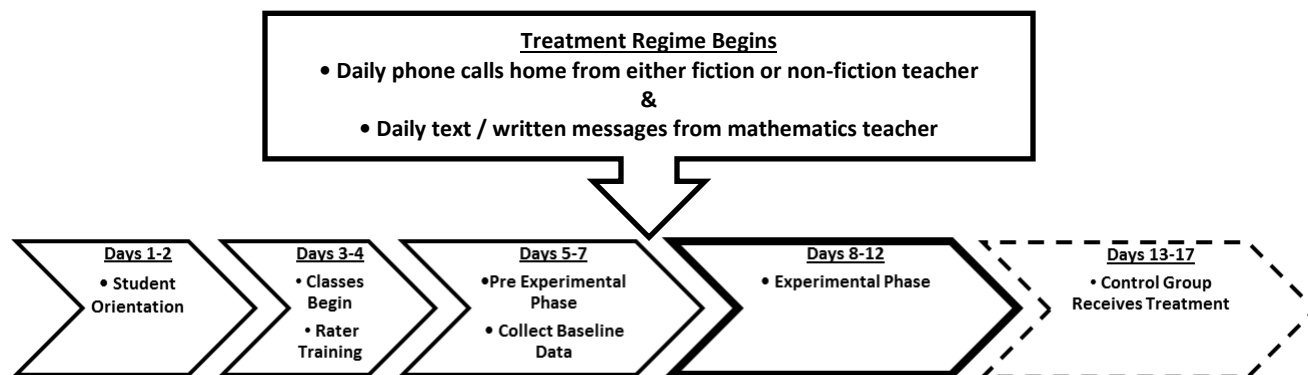 Treatment Regime Begins
• Daily phone calls home from either fiction or non-fiction teacher
&
• Daily text / written messages from mathematics teacher
Days 1-2
• Student
Orientation
Days 3-4
• Classes
Begin
• Rater
Training
Days 5-7
•Pre Experimental
Phase
• Collect Baseline
Data
Days 8-12
• Experimental Phase
Days 13-17
• Control Group
Receives Treatment